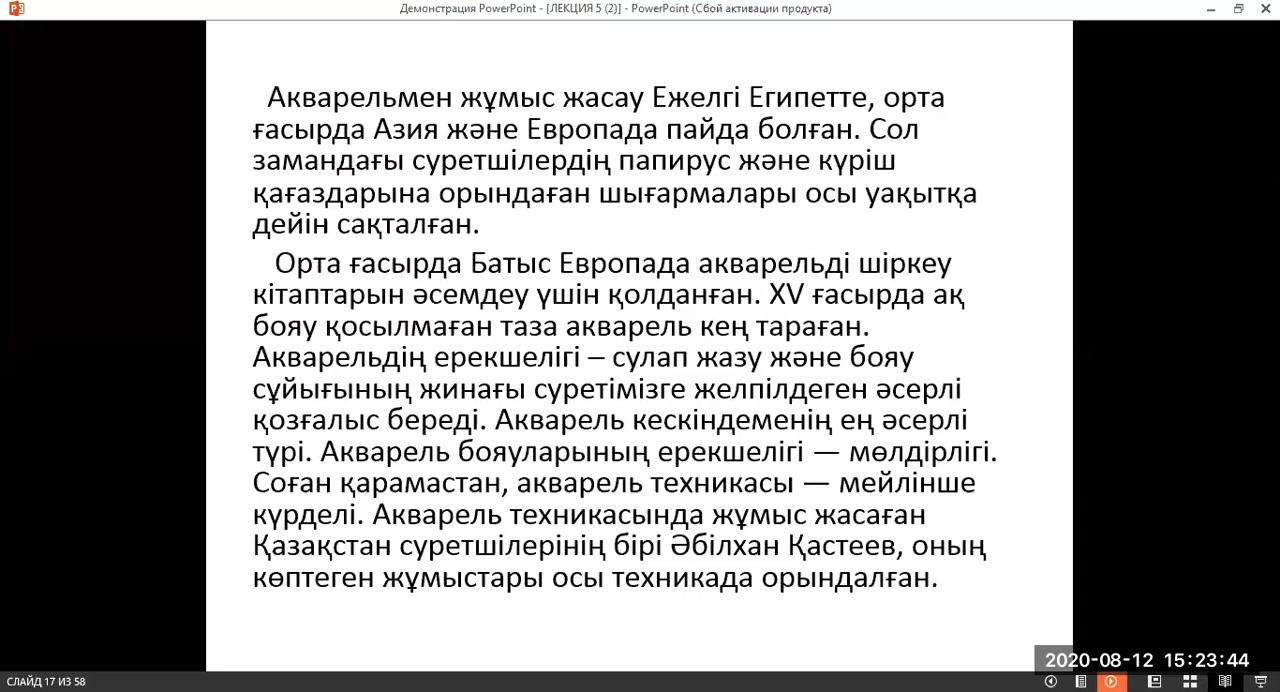 Демонстрация PowerPoint - [ЛЕКЦИЯ 5 (2)] - PowerPoint (Сбой активации продукта)
Акварельмен жұмыс жасау Ежелгі Египетте, орта
ғасырда Азия және Европада пайда болған. Сол
замандағы суретшілердің папирус және күріш
қағаздарына орындаған шығармалары осы уақытқа
дейін сақталған.
Орта ғасырда Батыс Европада акварельді шіркеу
кітаптарын әсемдеу үшін қолданған. XV ғасырда ақ
бояу қосылмаған таза акварель кең тараған.
Акварельдің ерекшелігі – сулап жазу және бояу
сұйығының жинағы суретімізге желпілдеген әсерлі
қозғалыс береді. Акварель кескіндеменің ең әсерлі
түрі. Акварель бояуларының ерекшелігі — мөлдірлігі.
Соған қарамастан, акварель техникасы — мейлінше
күрделі. Акварель техникасында жұмыс жасаған
Қазақстан суретшілерінің бірі Әбілхан Қастеев, оның
көптеген жұмыстары осы техникада орындалған.
2020-08-12 15:23:44
СЛАЙД 17 ИЗ 58